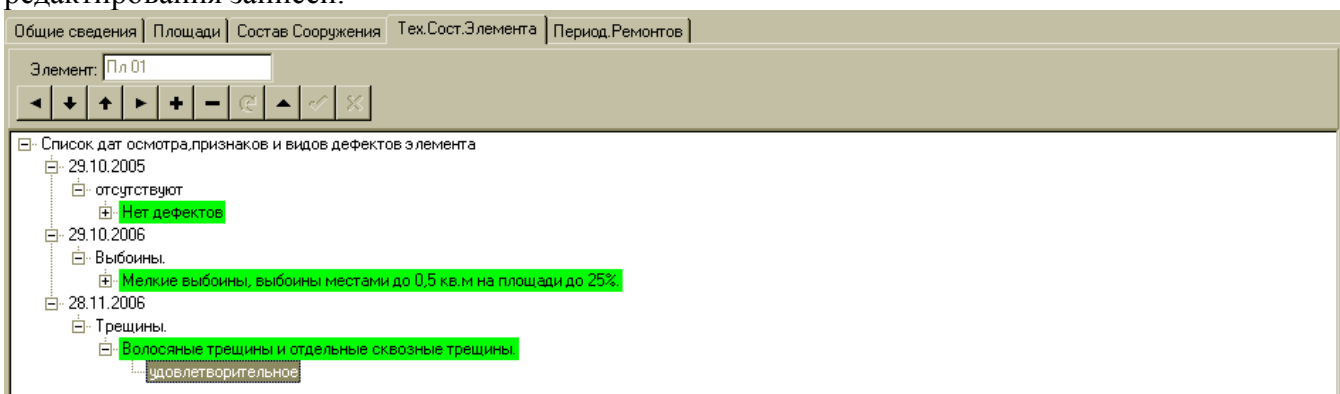 редактирования записей.
Общие сведения Площади Состав Сооружения Тех.Сост.Элемента Период.Ремонтов
Элемент: Пл 01
Список дат осмотра,признаков и видов дефектов элемента
29.10.2005
отсутствуют
Нет дефектов
29.10.2006
Выбоины.
Мелкие выбоины, выбоины местами до 0,5 кв.м на площади до 25%.
28.11.2006
Трещины.
Волосяные трещины и отдельные сквозные трещины.
удовлетворительное